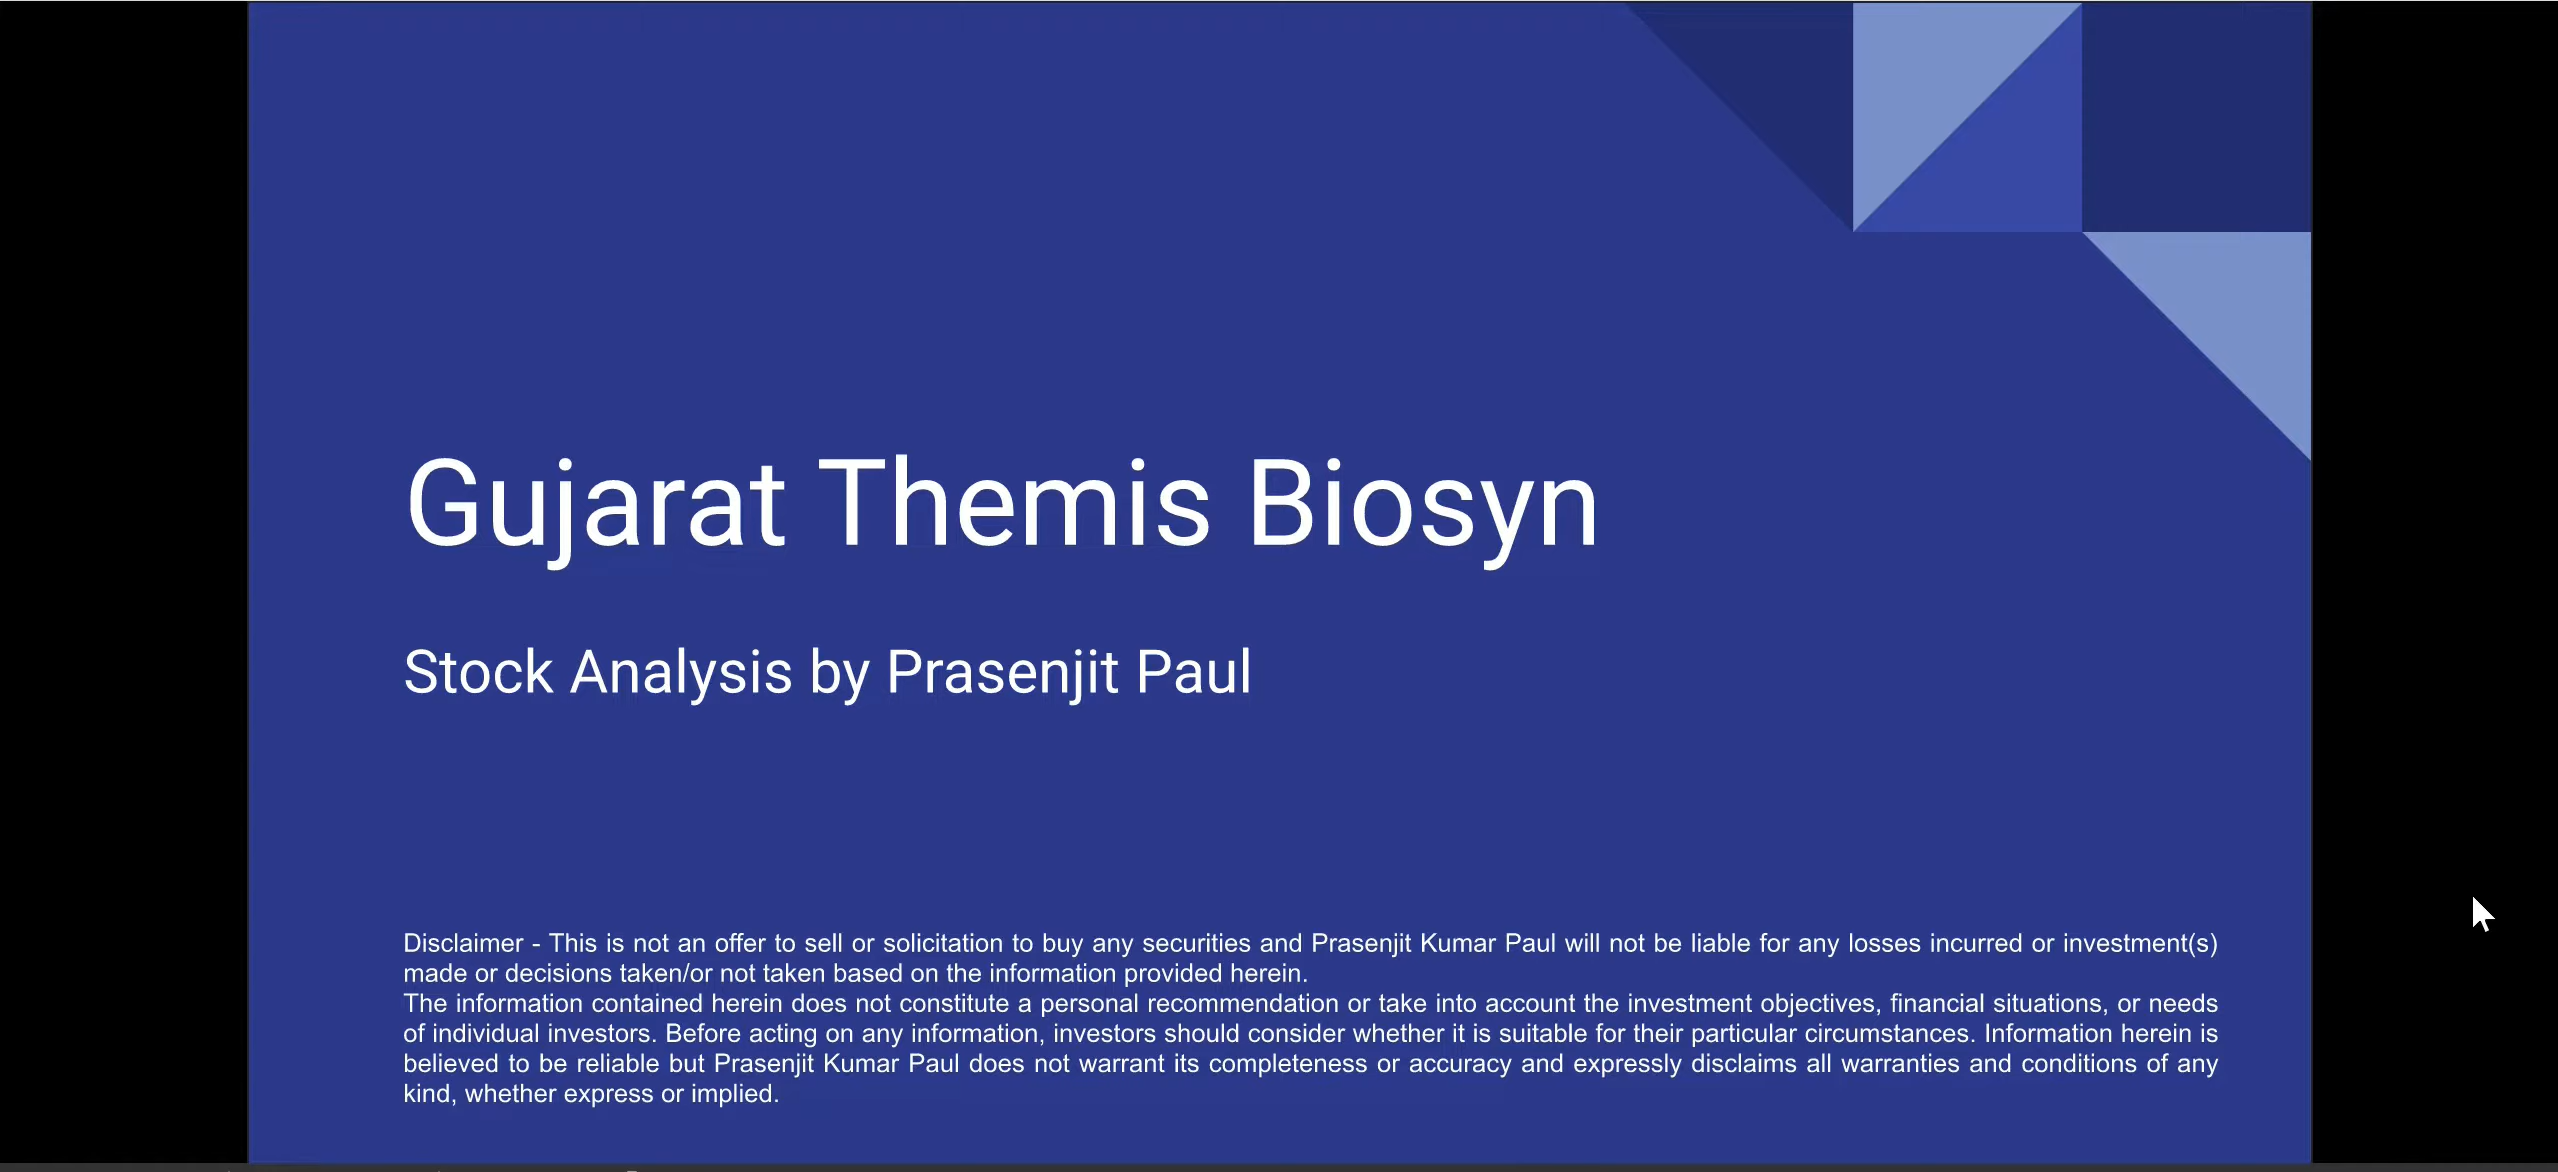 Gujarat Themis Biosyn
Stock Analysis by Prasenjit Paul
Disclaimer - This is not an offer to sell or solicitation to buy any securities and Prasenjit Kumar Paul will not be liable for any losses incurred or investment(s)
made or decisions taken/or not taken based on the information provided herein.
The information contained herein does not constitute a personal recommendation or take into account the investment objectives, financial situations, or needs
of individual investors. Before acting on any information, investors should consider whether it is suitable for their particular circumstances. Information herein is
believed to be reliable but Prasenjit Kumar Paul does not warrant its completeness or accuracy and expressly disclaims all warranties and conditions of any
kind, whether express or implied.